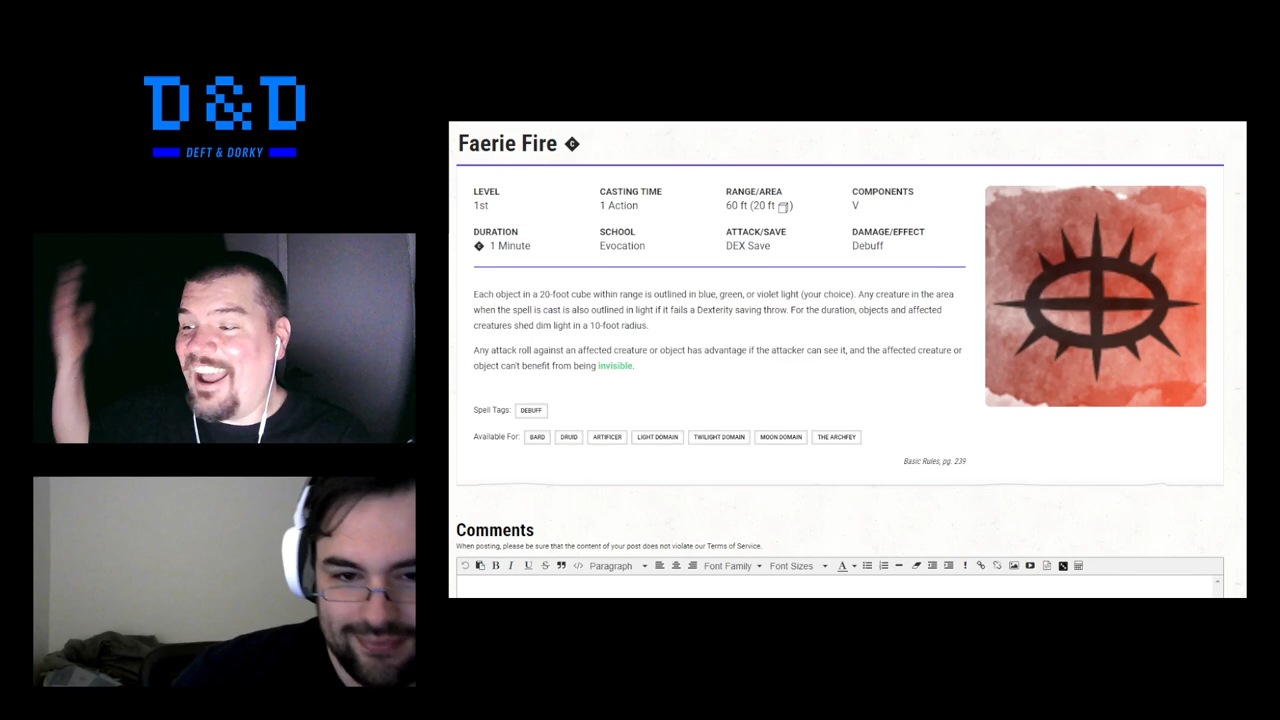 D&D
DEFT & DORKY
Faerie Fire
LEVEL
1st
CASTING TIME
1 Action
RANGE/AREA
60 ft (20 ft )
COMPONENTS
V
DURATION
1 Minute
SCHOOL
Evocation
ATTACK/SAVE
DEX Save
DAMAGE/EFFECT
Debuff
Each object in a 20-foot cube within range is outlined in blue, green, or violet light (your choice). Any creature in the area
when the spell is cast is also outlined in light if it fails a Dexterity saving throw. For the duration, objects and affected
creatures shed dim light in a 10-foot radius.
Any attack roll against an affected creature or object has advantage if the attacker can see it, and the affected creature or
object can't benefit from being invisible.
Spell Tags: DEBUFF
Available For: BARD DRUID ARTIFICER LIGHT DOMAIN TWILIGHT DOMAIN MOON DOMAIN THE ARCHFEY
Basic Rules, pg. 239
Comments
When posting, please be sure that the content of your post does not violate our Terms of Service.
B I U S Paragraph Font Family Font Sizes A